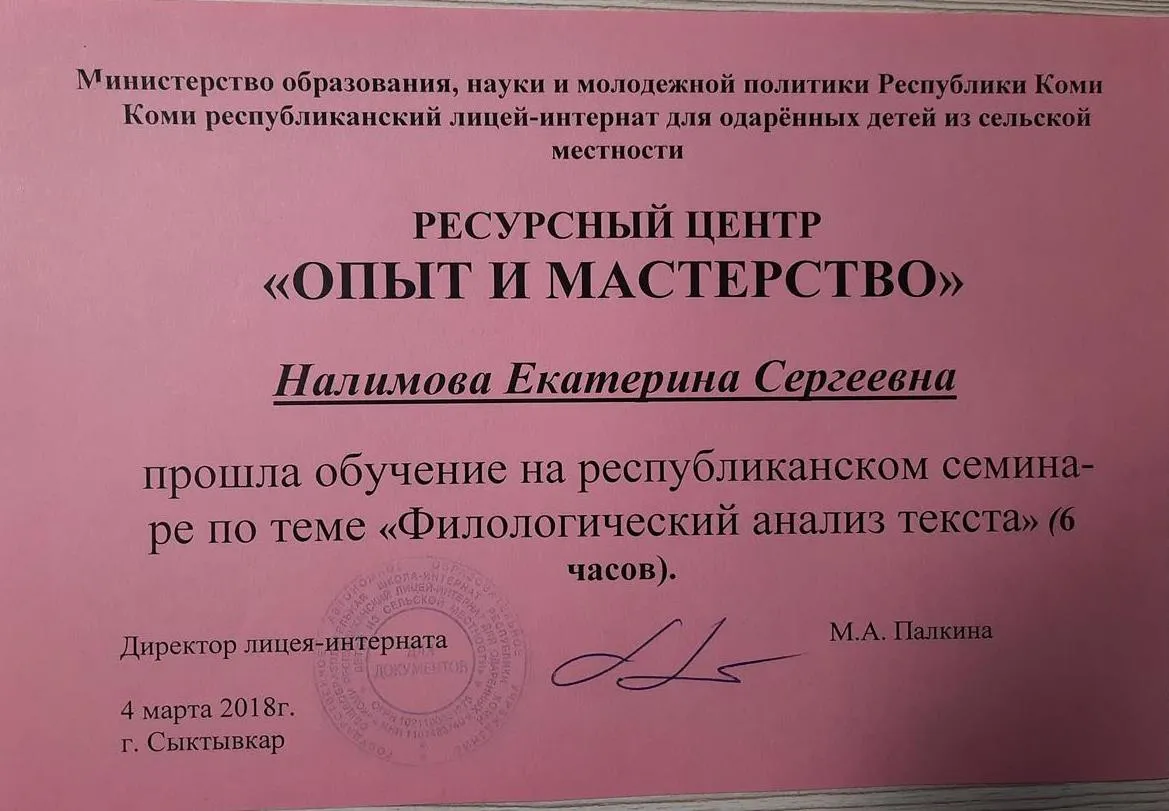 Министерство образования, науки и молодежной политики Республики Коми
Коми республиканский лицей-интернат для одарённых детей из сельской
местности
РЕСУРСНЫЙ ЦЕНТР
«ОПЫТ И МАСТЕРСТВО»
Налимова Екатерина Сергеевна
прошла обучение на республиканском семина-
ре по теме «Филологический анализ текста» (6
часов).
Директор лицея-интерната
М.А. Палкина
ДЛЯ
ДОКУМЕНТОВ
4 марта 2018г.
г. Сыктывкар